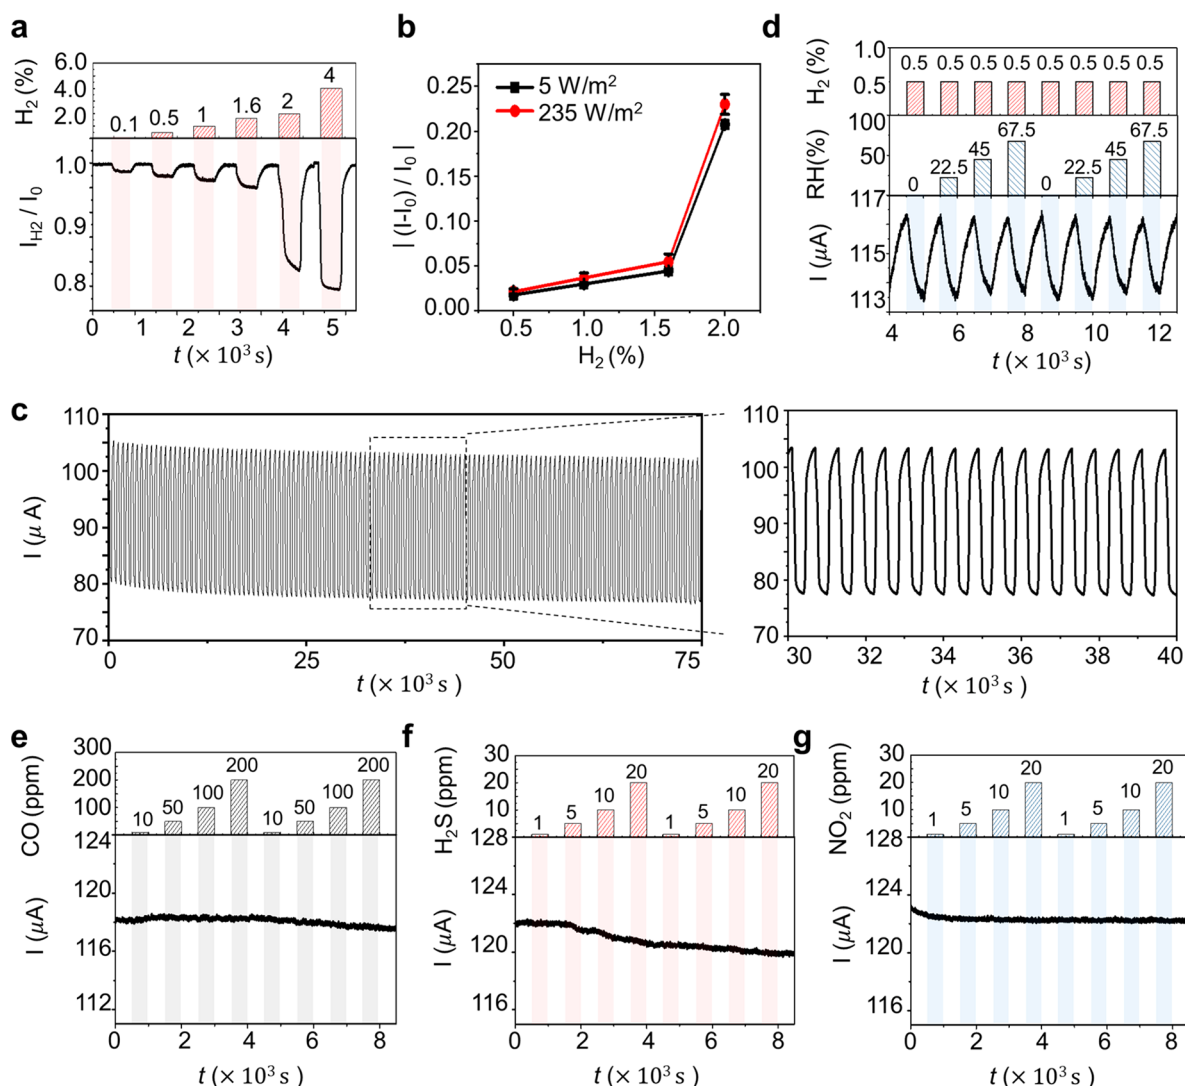 a
H₂ (%)
6.0
4.0
2.0
0.0
0.1
0.5
1
1.6
2
4
I_H2 / I₀
1.0
0.9
0.8
0 1 2 3 4 5
t (× 10³ s)
b
| (I-I₀) / I₀ |
5 W/m²
235 W/m²
0.20
0.15
0.10
0.05
0.00
0.5 1.0 1.5 2.0
H₂ (%)
d
H₂ (%)
1.0
0.5
0.5 0.5 0.5 0.5 0.5 0.5 0.5
RH(%)
100
50
0 22.5 45 67.5 0 22.5 45 67.5
I (μA)
117
115
113
4 6 8 10 12
t (× 10³ s)
c
I (μ A)
110
100
90
80
70
0 25 50 75
t (× 10³ s )
110
100
90
80
70
30 32 34 36 38 40
t (× 10³ s )
e
CO (ppm)
300
200
100
10 50 100 200 10 50 100 200
I (μA)
124
120
116
112
0 2 4 6 8
t (× 10³ s)
f
H₂S (ppm)
30
20
10
1 5 10 20 1 5 10 20
I (μA)
128
124
120
116
0 2 4 6 8
t (× 10³ s)
g
NO₂ (ppm)
30
20
10
1 5 10 20 1 5 10 20
I (μA)
128
124
120
116
0 2 4 6 8
t (× 10³ s)